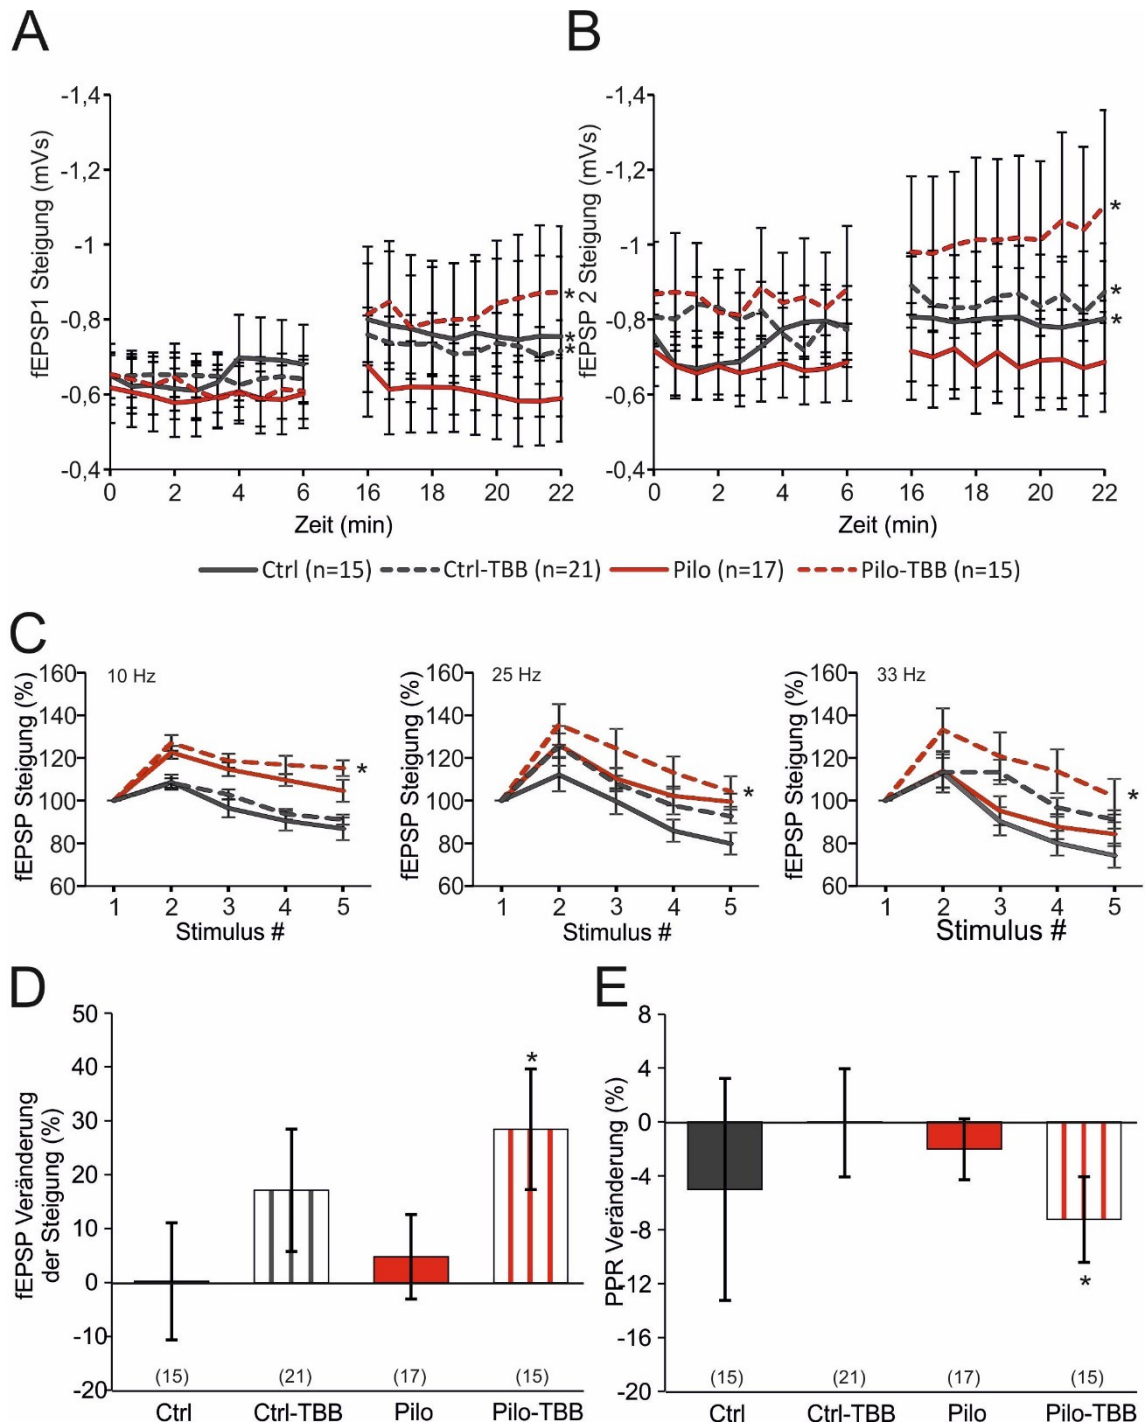 A
B
fEPSP1 Steigung (mVs)
-1,4
-1,2
-1
-0,8
-0,6
-0,4
0
2
4
6
16
18
20
22
Zeit (min)
*
*
*
fEPSP 2 Steigung (mVs)
-1,4
-1,2
-1
-0,8
-0,6
-0,4
0
2
4
6
16
18
20
22
Zeit (min)
*
*
*
Ctrl (n=15) Ctrl-TBB (n=21) Pilo (n=17) Pilo-TBB (n=15)
C
fEPSP Steigung (%)
160
140
120
100
80
60
10 Hz
*
1 2 3 4 5
Stimulus #
fEPSP Steigung (%)
160
140
120
100
80
60
25 Hz
*
1 2 3 4 5
Stimulus #
fEPSP Steigung (%)
160
140
120
100
80
60
33 Hz
*
1 2 3 4 5
Stimulus #
D
fEPSP Veränderung
der Steigung (%)
50
40
30
20
10
0
-10
-20
*
(15) (21) (17) (15)
Ctrl Ctrl-TBB Pilo Pilo-TBB
E
PPR Veränderung (%)
8
4
0
-4
-8
-12
-16
-20
*
(15) (21) (17) (15)
Ctrl Ctrl-TBB Pilo Pilo-TBB